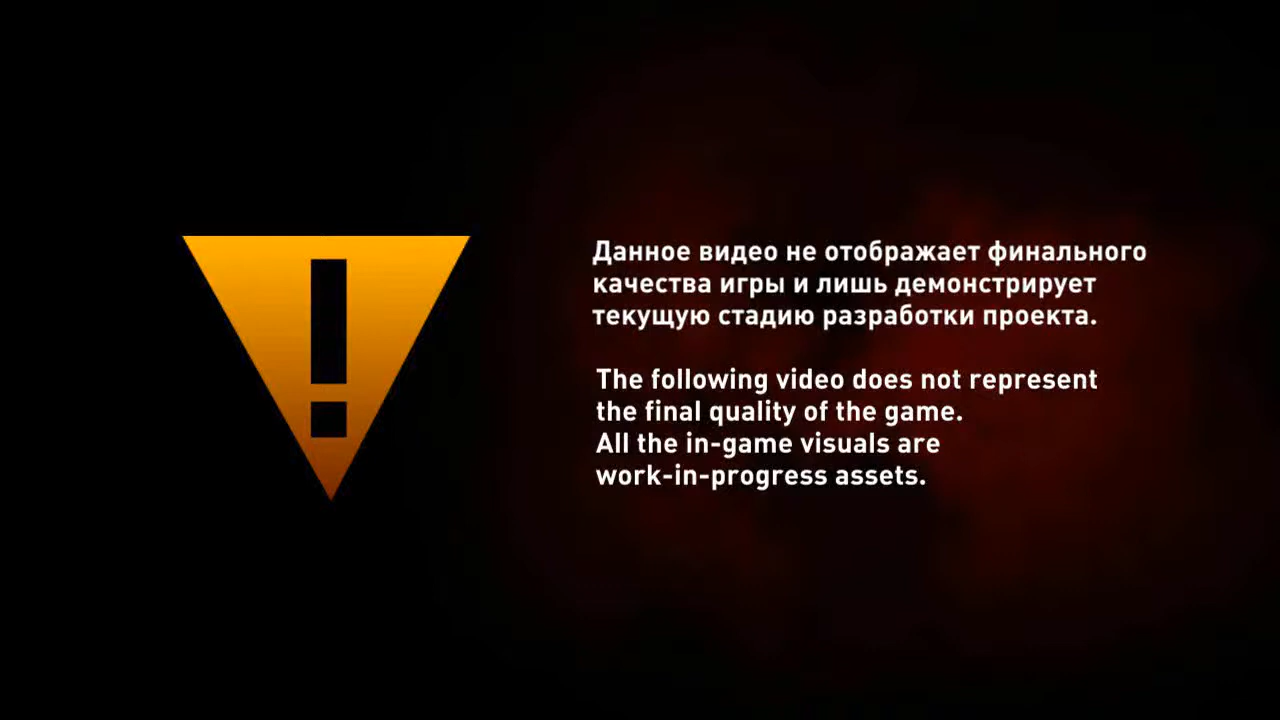 Данное видео не отображает финального
качества игры и лишь демонстрирует
текущую стадию разработки проекта.
The following video does not represent
the final quality of the game.
All the in-game visuals are
work-in-progress assets.